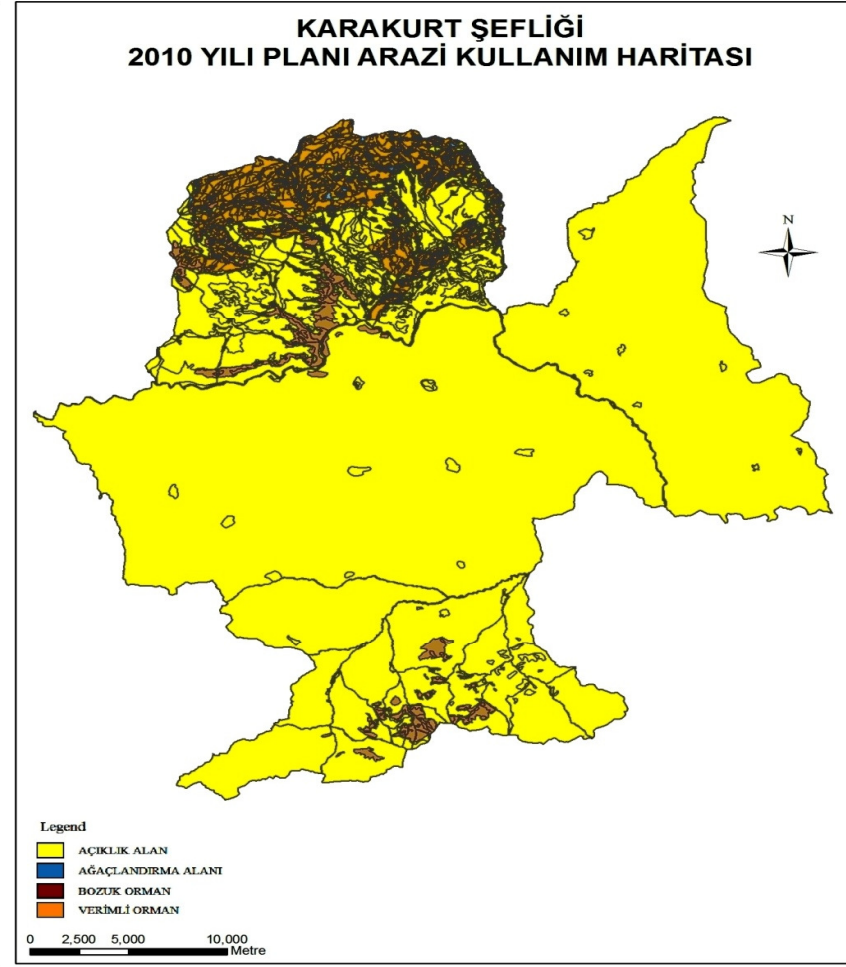 KARAKURT ŞEFLİĞİ
2010 YILI PLANI ARAZİ KULLANIM HARİTASI
N
Legend
AÇIKLIK ALAN
AĞAÇLANDIRMA ALANI
BOZUK ORMAN
VERİMLİ ORMAN
0 2,500 5,000 10,000
Metre